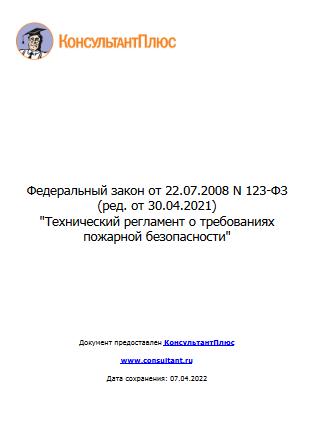 КонсультантПлюс
Федеральный закон от 22.07.2008 N 123-ФЗ
(ред. от 30.04.2021)
"Технический регламент о требованиях
пожарной безопасности"
Документ предоставлен КонсультантПлюс
www.consultant.ru
Дата сохранения: 07.04.2022